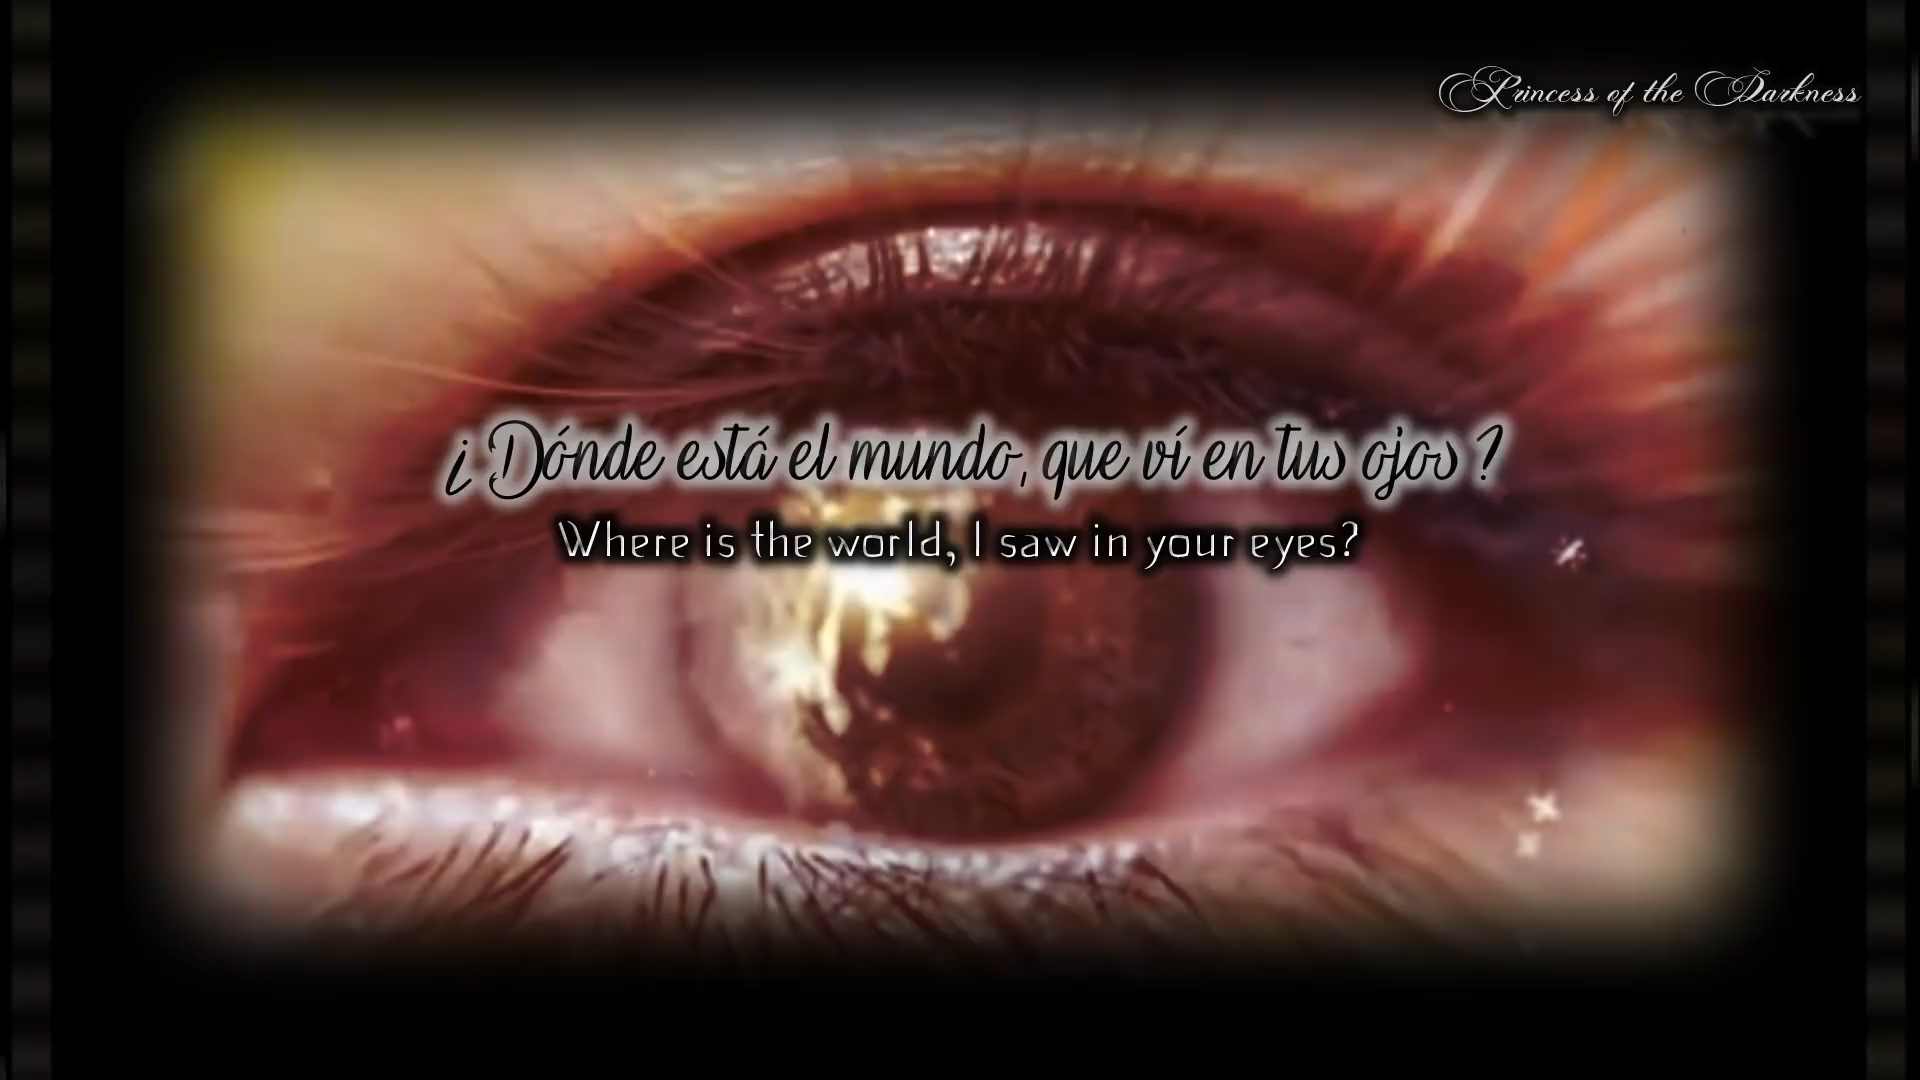 Princess of the Darkness
¿Dónde está el mundo, que ví en tus ojos?
Where is the world, I saw in your eyes?